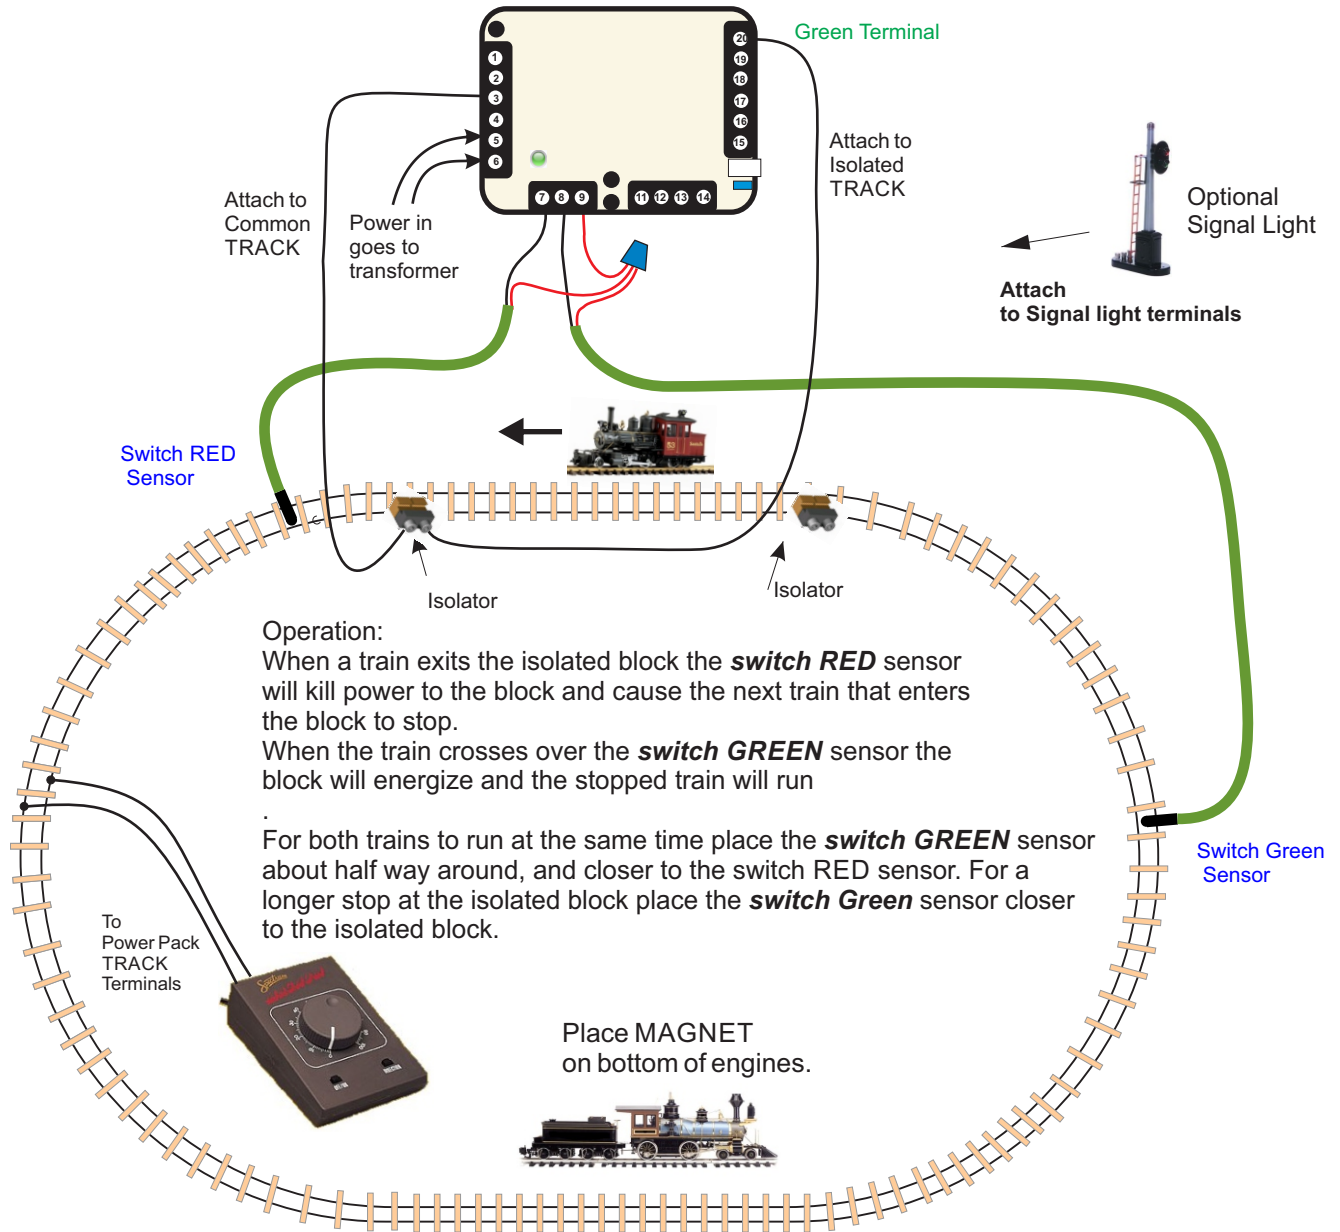 Green Terminal
1
2
3
4
5
6
20
19
18
17
16
15
7 8 9
11 12 13 14
Attach to
Common
TRACK
Power in
goes to
transformer
Attach to
Isolated
TRACK
Optional
Signal Light
Attach
to Signal light terminals
Switch RED
Sensor
Isolator
Isolator
Operation:
When a train exits the isolated block the switch RED sensor
will kill power to the block and cause the next train that enters
the block to stop.
When the train crosses over the switch GREEN sensor the
block will energize and the stopped train will run
.
For both trains to run at the same time place the switch GREEN sensor
about half way around, and closer to the switch RED sensor. For a
longer stop at the isolated block place the switch Green sensor closer
to the isolated block.
Switch Green
Sensor
To
Power Pack
TRACK
Terminals
Place MAGNET
on bottom of engines.